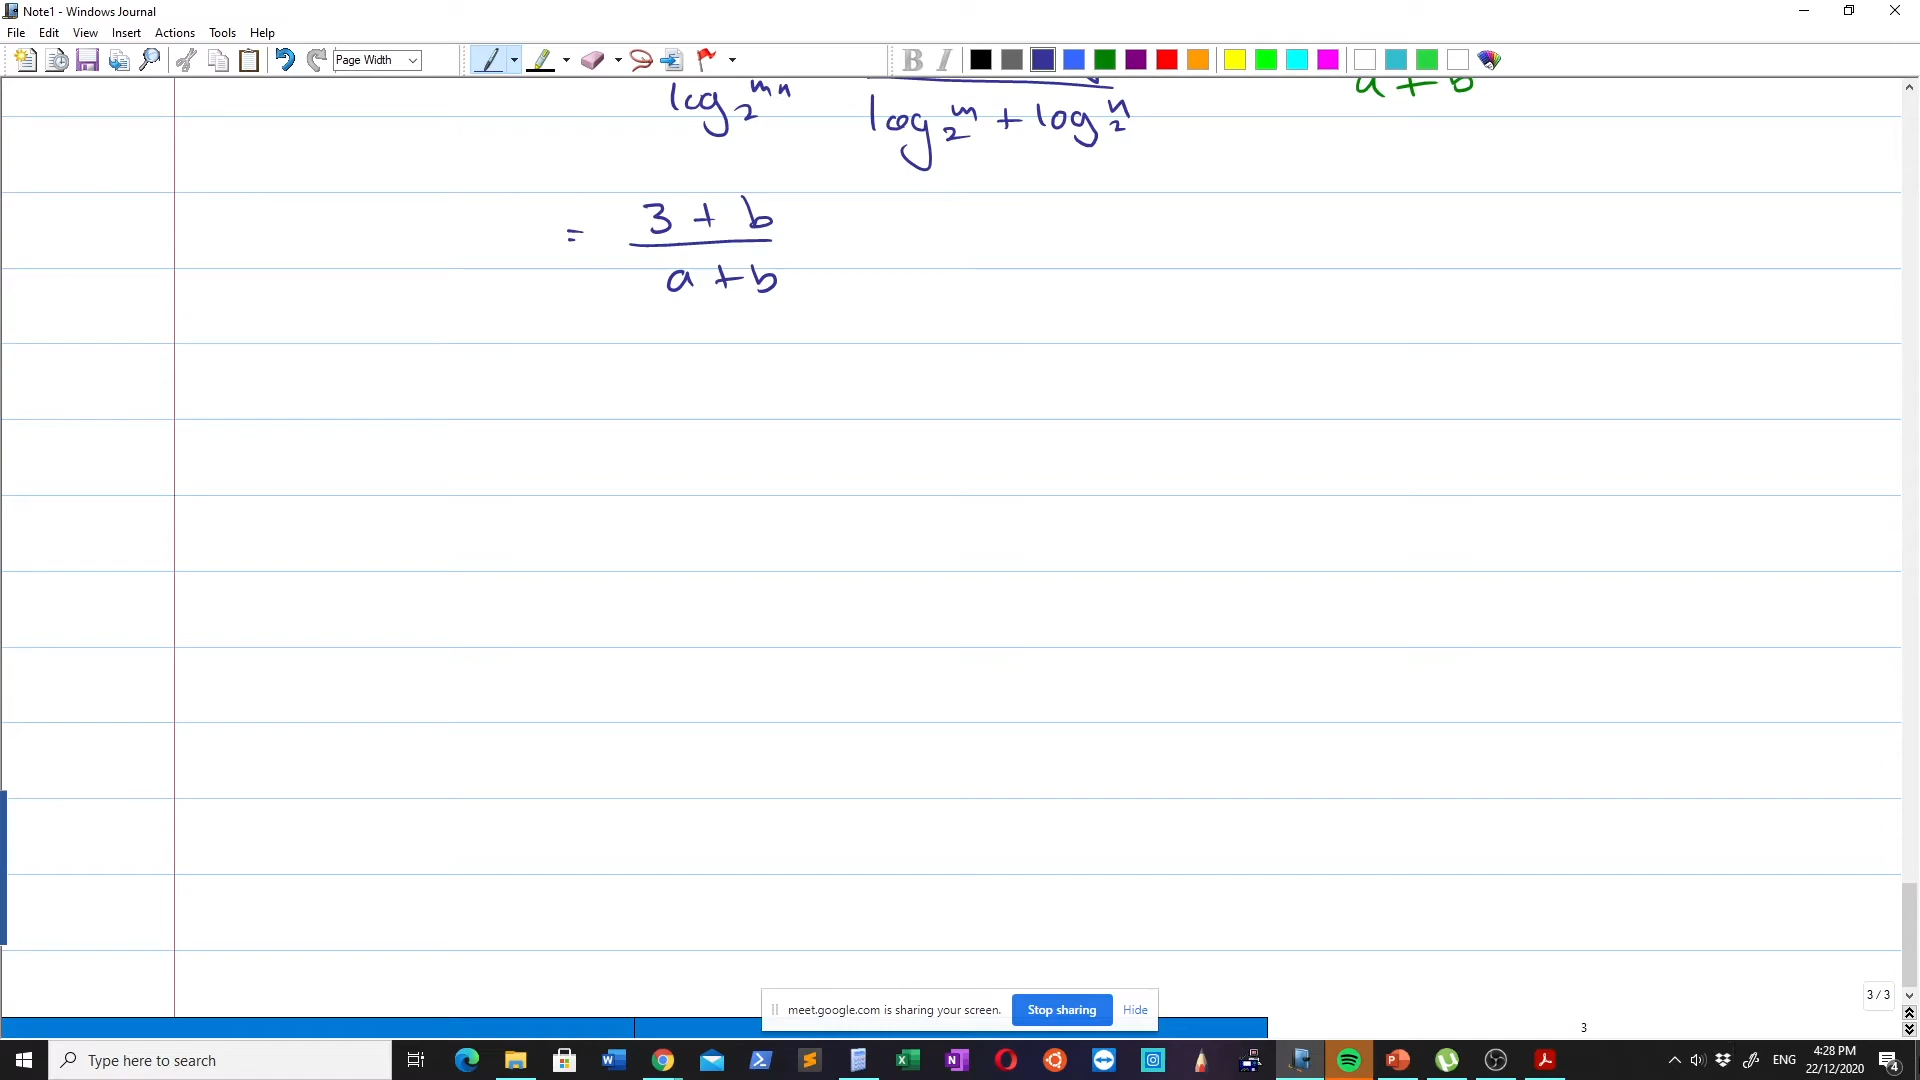 Note1 - Windows Journal
File Edit View Insert Actions Tools Help
Page Width B I
log₂ᵐⁿ log₂ᵐ + log₂ⁿ a + b
= 3 + b
a + b
3 / 3
meet.google.com is sharing your screen. Stop sharing Hide
3
Type here to search
ENG
4:28 PM
22/12/2020
4